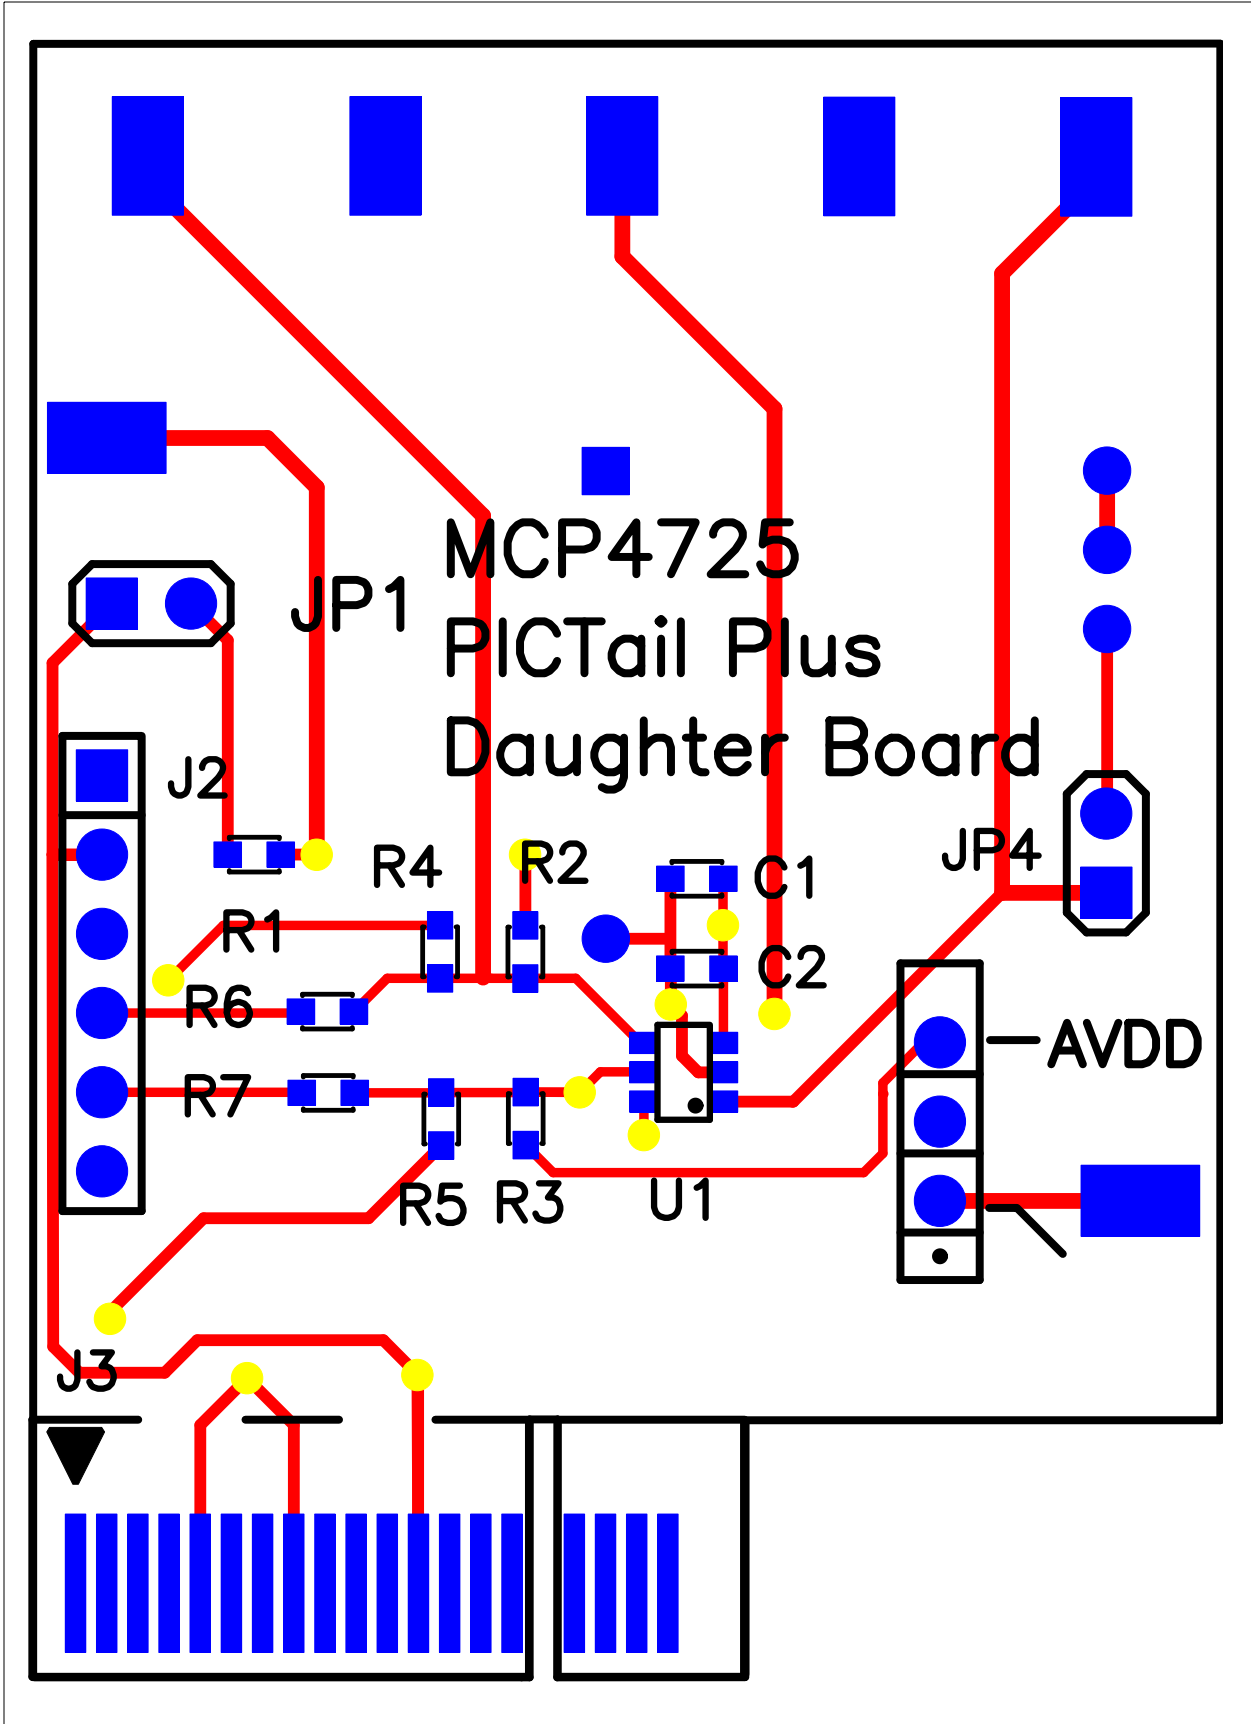 MCP4725
JP1
PICTail Plus
Daughter Board
J2
R4
R2
C1
JP4
R1
C2
R6
AVDD
R7
R5
R3
U1
J3